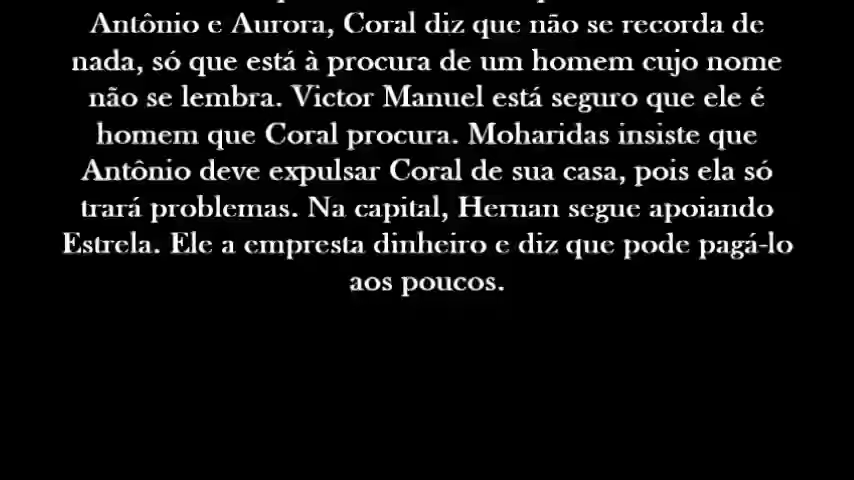 Antônio e Aurora, Coral diz que não se recorda de
nada, só que está à procura de um homem cujo nome
não se lembra. Victor Manuel está seguro que ele é
homem que Coral procura. Moharidas insiste que
Antônio deve expulsar Coral de sua casa, pois ela só
trará problemas. Na capital, Hernan segue apoiando
Estrela. Ele a empresta dinheiro e diz que pode pagá-lo
aos poucos.